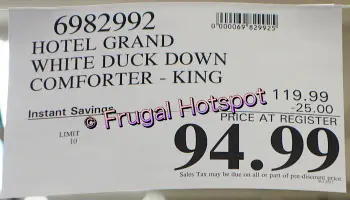 6982992
0000069829925
HOTEL GRAND
WHITE DUCK DOWN
COMFORTER - KING
119.99
Instant Savings
-25.00
© Frugal Hotspot
PRICE AT REGISTER
LIMIT
10
94.99
Sales Tax may be due on all or part of pre-discount price